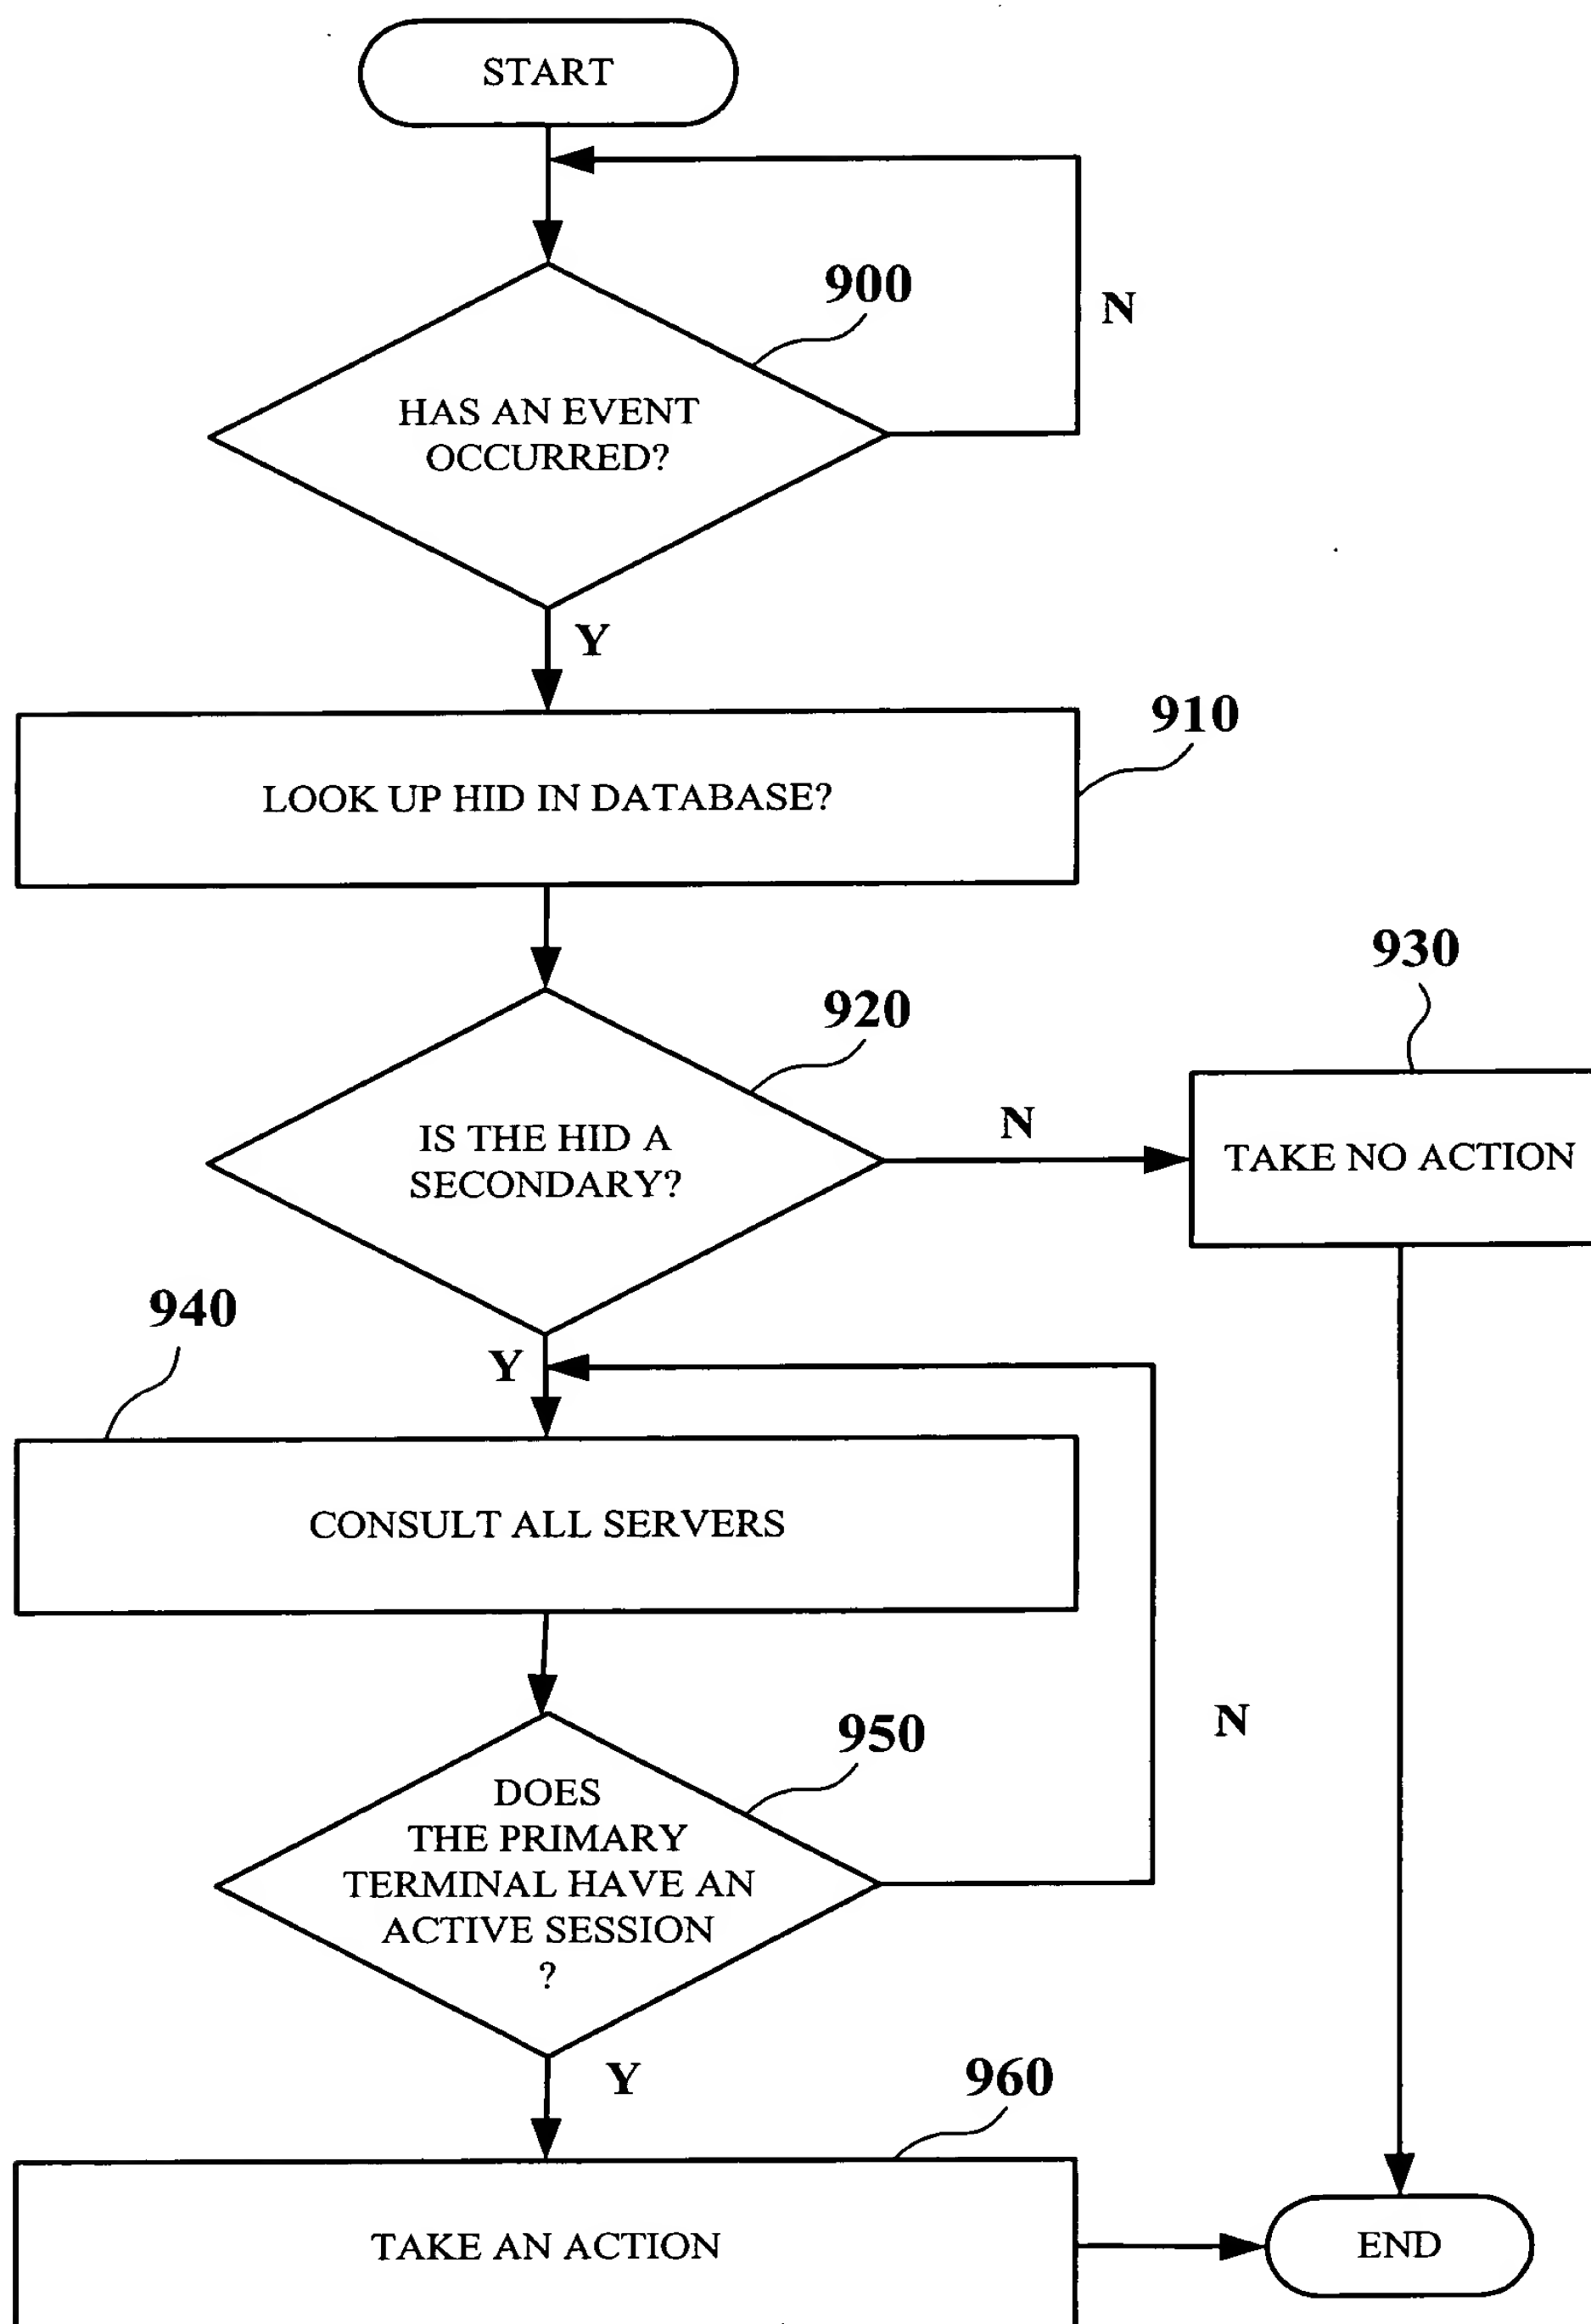 START
900
N
HAS AN EVENT
OCCURRED?
Y
910
LOOK UP HID IN DATABASE?
930
920
IS THE HID A
SECONDARY?
N
TAKE NO ACTION
940
Y
CONSULT ALL SERVERS
N
950
DOES
THE PRIMARY
TERMINAL HAVE AN
ACTIVE SESSION
?
Y
960
TAKE AN ACTION
END